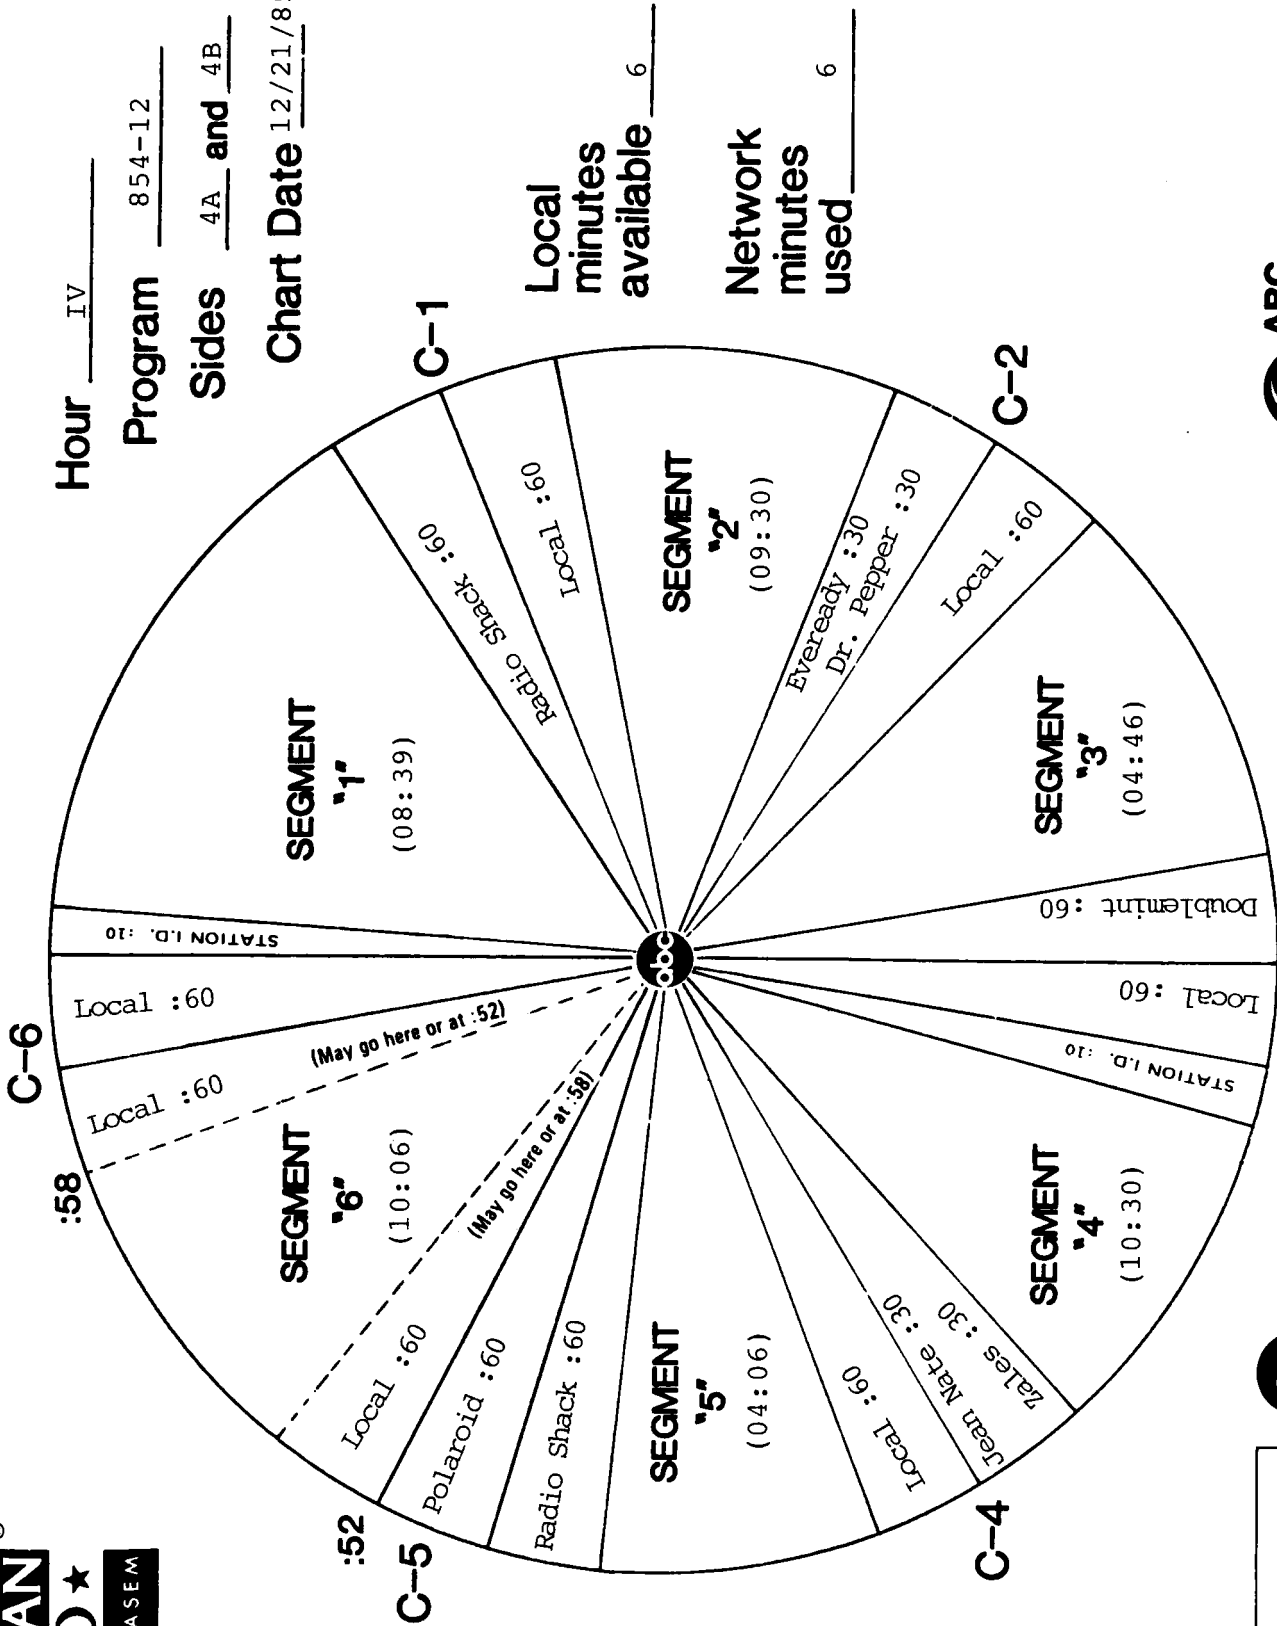 Hour IV
Program 854-12
Sides 4A and 4B
Chart Date 12/21/8
Local
minutes
available 6
Network
minutes
used 6
STATION I.D. :10
SEGMENT
"1"
(08:39)
C-1
Radio Shack :60
Local :60
SEGMENT
"2"
(09:30)
C-2
Eveready :30
Dr. Pepper :30
Local :60
SEGMENT
"3"
(04:46)
Doublemint :60
Local :60
STATION I.D. :10
SEGMENT
"4"
(10:30)
C-4
Zales :30
Jean Nate :30
Local :60
SEGMENT
"5"
(04:06)
C-5
Radio Shack :60
Polaroid :60
:52
Local :60
(May go here or at :58)
SEGMENT
"6"
(10:06)
:58
Local :60
(May go here or at :52)
C-6
Local :60
abc
AN
ASEM
ABC